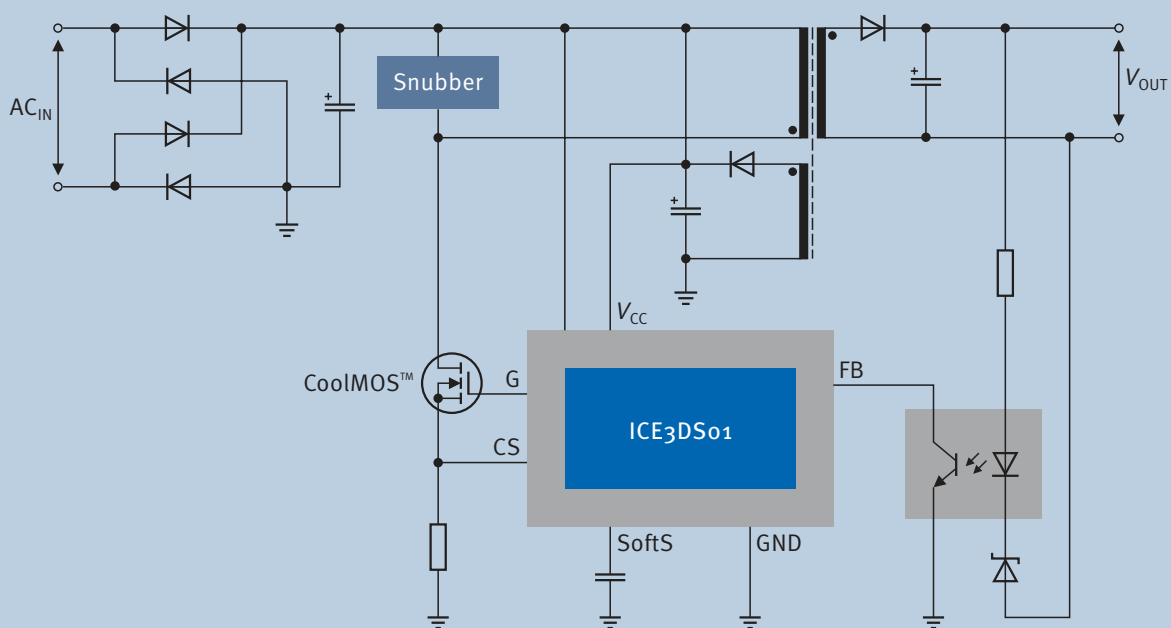 Snubber
AC_IN
V_OUT
V_CC
CoolMOS™
G
FB
ICE3DS01
CS
SoftS
GND
+
+
+